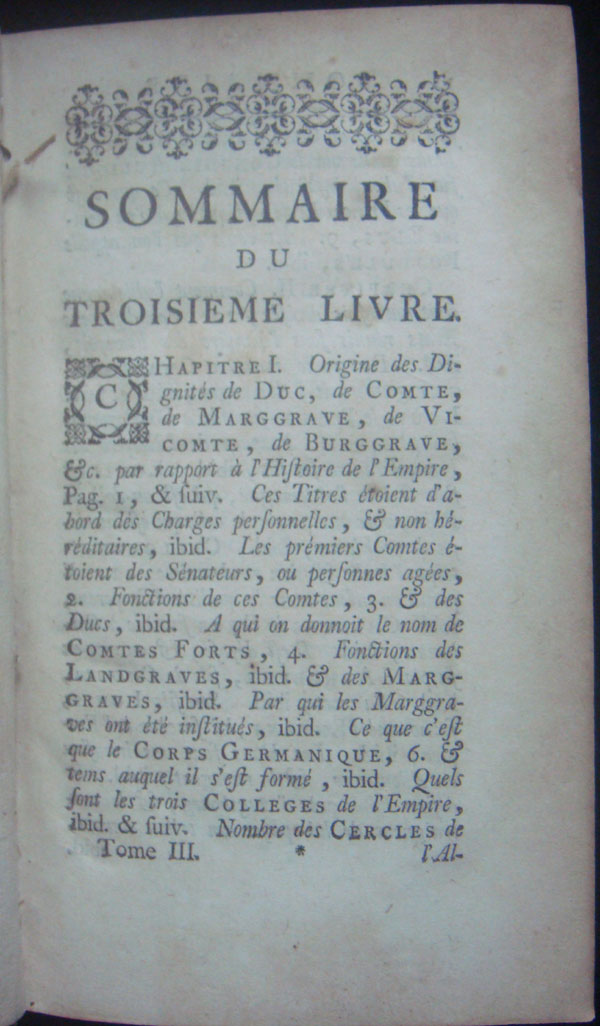 SOMMAIRE
DU
TROISIEME LIVRE.
CHAPITRE I. Origine des Di-
gnités de DUC, de COMTE,
de MARGGRAVE, de VI-
COMTE, de BURGGRAVE,
&c. par rapport à l'Hiſtoire de l'Empire,
Pag. 1, & ſuiv. Ces Titres étoient d'a-
bord des Charges perſonnelles, & non hé-
réditaires, ibid. Les prémiers Comtes é-
toient des Sénateurs, ou perſonnes agées,
2. Fonctions de ces Comtes, 3. & des
Ducs, ibid. A qui on donnoit le nom de
COMTES FORTS, 4. Fonctions des
LANDGRAVES, ibid. & des MARG-
GRAVES, ibid. Par qui les Marggra-
ves ont été inſtitués, ibid. Ce que c'eſt
que le CORPS GERMANIQUE, 6. &
tems auquel il s'eſt formé, ibid. Quels
ſont les trois COLLEGES de l'Empire,
ibid. & ſuiv. Nombre des CERCLES de
Tome III. * l'Al-